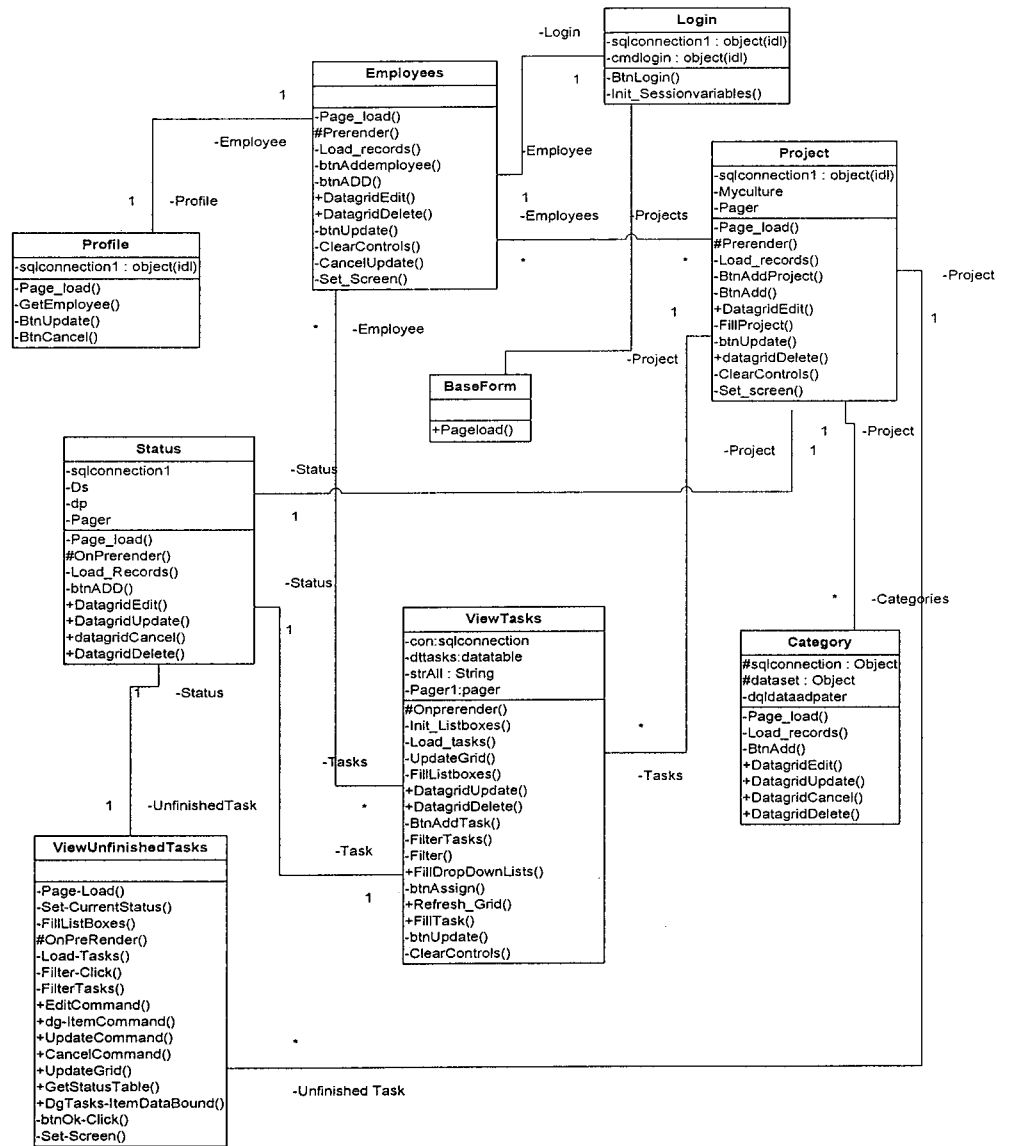 Login
-sqlconnection1 : object(idl)
-cmdlogin : object(idl)
-BtnLogin()
-Init_Sessionvariables()
-Login
1
Employees
-Page_load()
#Prerender()
-Load_records()
-btnAddemployee()
-btnADD()
+DatagridEdit()
+DatagridDelete()
-btnUpdate()
-ClearControls()
-CancelUpdate()
-Set_Screen()
1
-Employee
-Employee
1
-Employees
*
-Projects
*
1
-Profile
Profile
-sqlconnection1 : object(idl)
-Page_load()
-GetEmployee()
-BtnUpdate()
-BtnCancel()
Project
-sqlconnection1 : object(idl)
-Myculture
-Pager
-Page_load()
#Prerender()
-Load_records()
-BtnAddProject()
-BtnAdd()
+DatagridEdit()
-FillProject()
-btnUpdate()
+datagridDelete()
-ClearControls()
-Set_screen()
-Project
1
*
-Employee
1
-Project
BaseForm
+Pageload()
1
-Project
-Project
1
Status
-sqlconnection1
-Ds
-dp
-Pager
-Page_load()
#OnPrerender()
-Load_Records()
-btnADD()
+DatagridEdit()
+DatagridUpdate()
+datagridCancel()
+DatagridDelete()
-Status
1
-Status
1
1
-Status
ViewTasks
-con:sqlconnection
-dttasks:datatable
-strAll : String
-Pager1:pager
#Onprerender()
-Init_Listboxes()
-Load_tasks()
-UpdateGrid()
-FillListboxes()
+DatagridUpdate()
+DatagridDelete()
-BtnAddTask()
-FilterTasks()
-Filter()
+FillDropDownLists()
-btnAssign()
+Refresh_Grid()
+FillTask()
-btnUpdate()
-ClearControls()
*
-Categories
Category
#sqlconnection : Object
#dataset : Object
-dqldataadpater
-Page_load()
-Load_records()
-BtnAdd()
+DatagridEdit()
+DatagridUpdate()
+DatagridCancel()
+DatagridDelete()
*
-Tasks
-Tasks
*
-Task
1
1
-UnfinishedTask
ViewUnfinishedTasks
-Page-Load()
-Set-CurrentStatus()
-FillListBoxes()
#OnPreRender()
-Load-Tasks()
-Filter-Click()
-FilterTasks()
+EditCommand()
+dg-ItemCommand()
+UpdateCommand()
+CancelCommand()
+UpdateGrid()
+GetStatusTable()
+DgTasks-ItemDataBound()
-btnOk-Click()
-Set-Screen()
*
-Unfinished Task